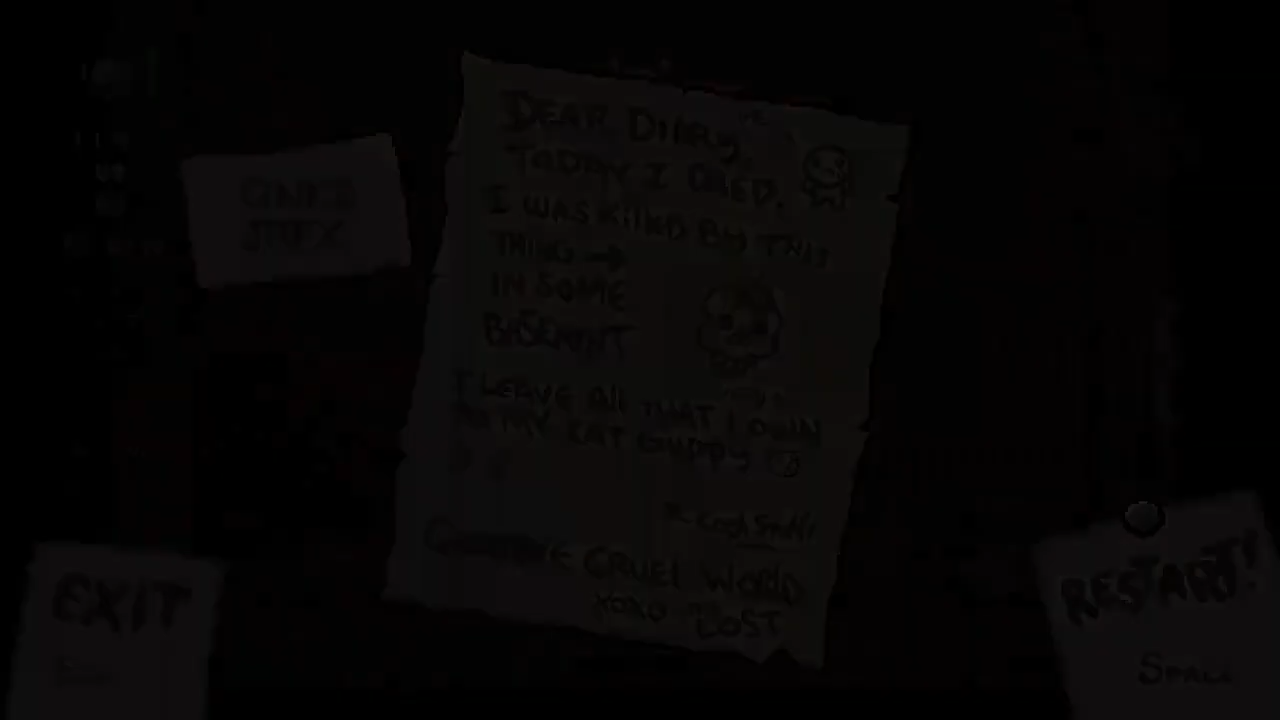 DEAR DIARY,
TODAY I DIED.
I WAS KILLED BY THIS
THING →
IN SOME
BASEMENT
I LEAVE ALL THAT I OWN
TO MY CAT GUPPY
CRUEL WORLD
XOXO LOST
EXIT
RESTART!
SPACE